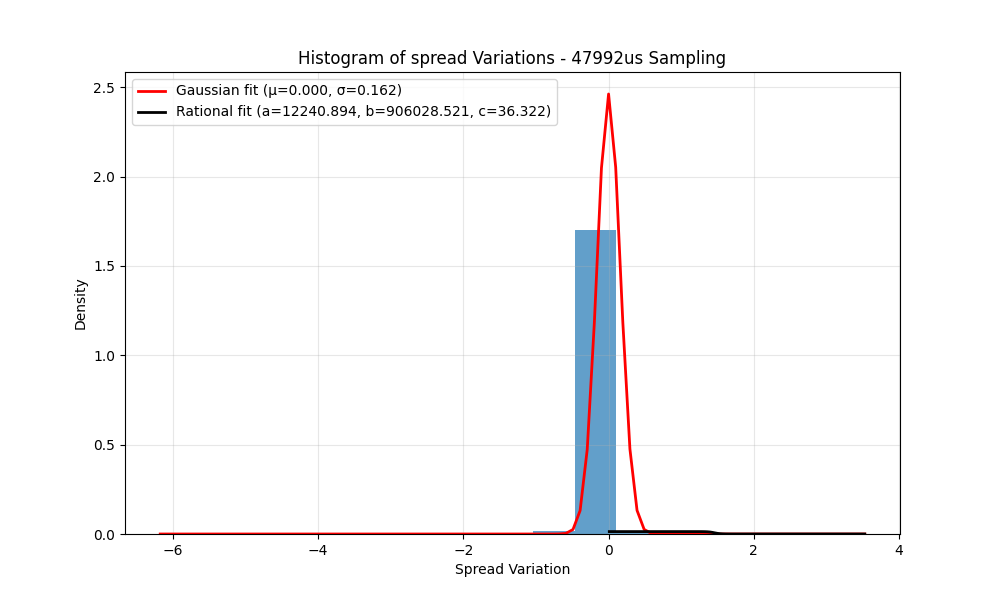 Histogram of spread Variations - 47992us Sampling
Gaussian fit (μ=0.000, σ=0.162)
Rational fit (a=12240.894, b=906028.521, c=36.322)
2.5
2.0
1.5
1.0
0.5
0.0
Density
−6
−4
−2
0
2
4
Spread Variation